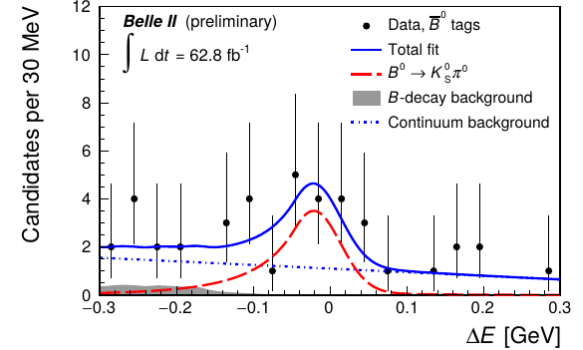 12
10
8
6
4
2
0
Candidates per 30 MeV
Belle II (preliminary)
∫ L dt = 62.8 fb⁻¹
Data, B̅⁰ tags
Total fit
B⁰ → K⁰_S π⁰
B-decay background
Continuum background
−0.3 −0.2 −0.1 0 0.1 0.2 0.3
ΔE [GeV]